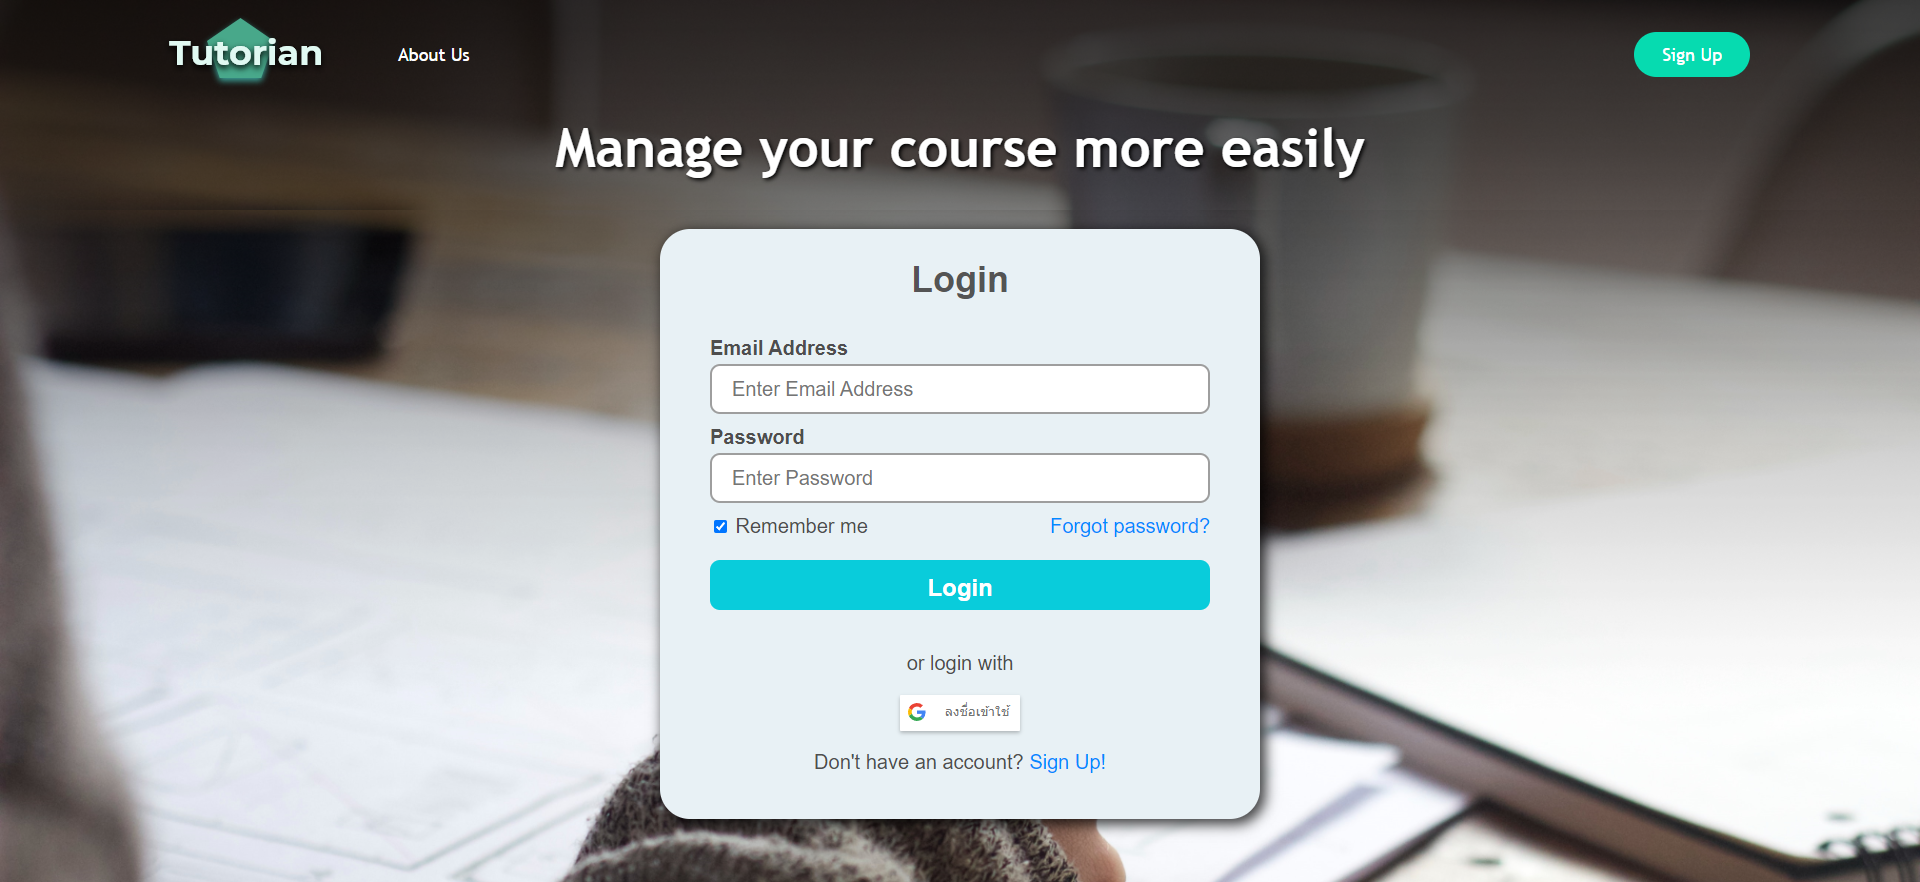 Tutorian
About Us
Sign Up
Manage your course more easily
Login
Email Address
Enter Email Address
Password
Enter Password
Remember me
Forgot password?
Login
or login with
ลงชื่อเข้าใช้
Don't have an account? Sign Up!